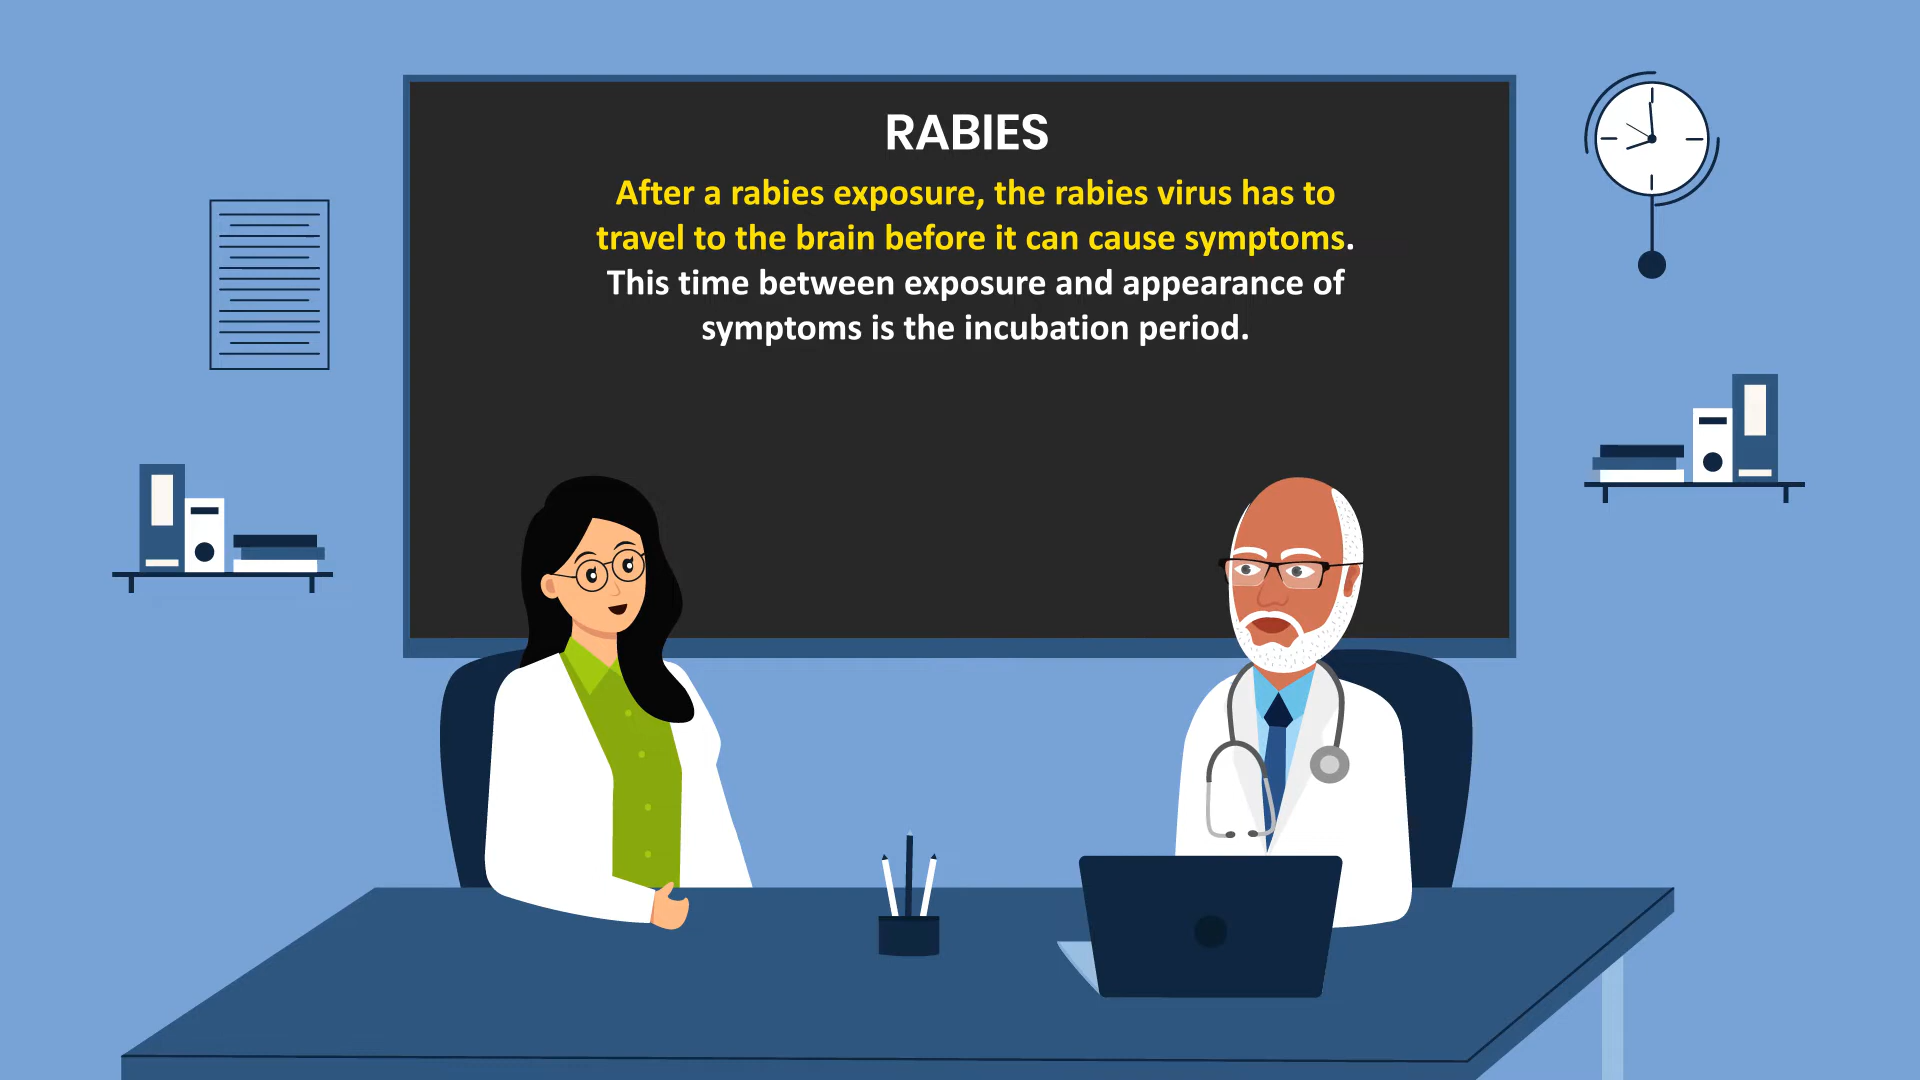 RABIES
After a rabies exposure, the rabies virus has to
travel to the brain before it can cause symptoms.
This time between exposure and appearance of
symptoms is the incubation period.